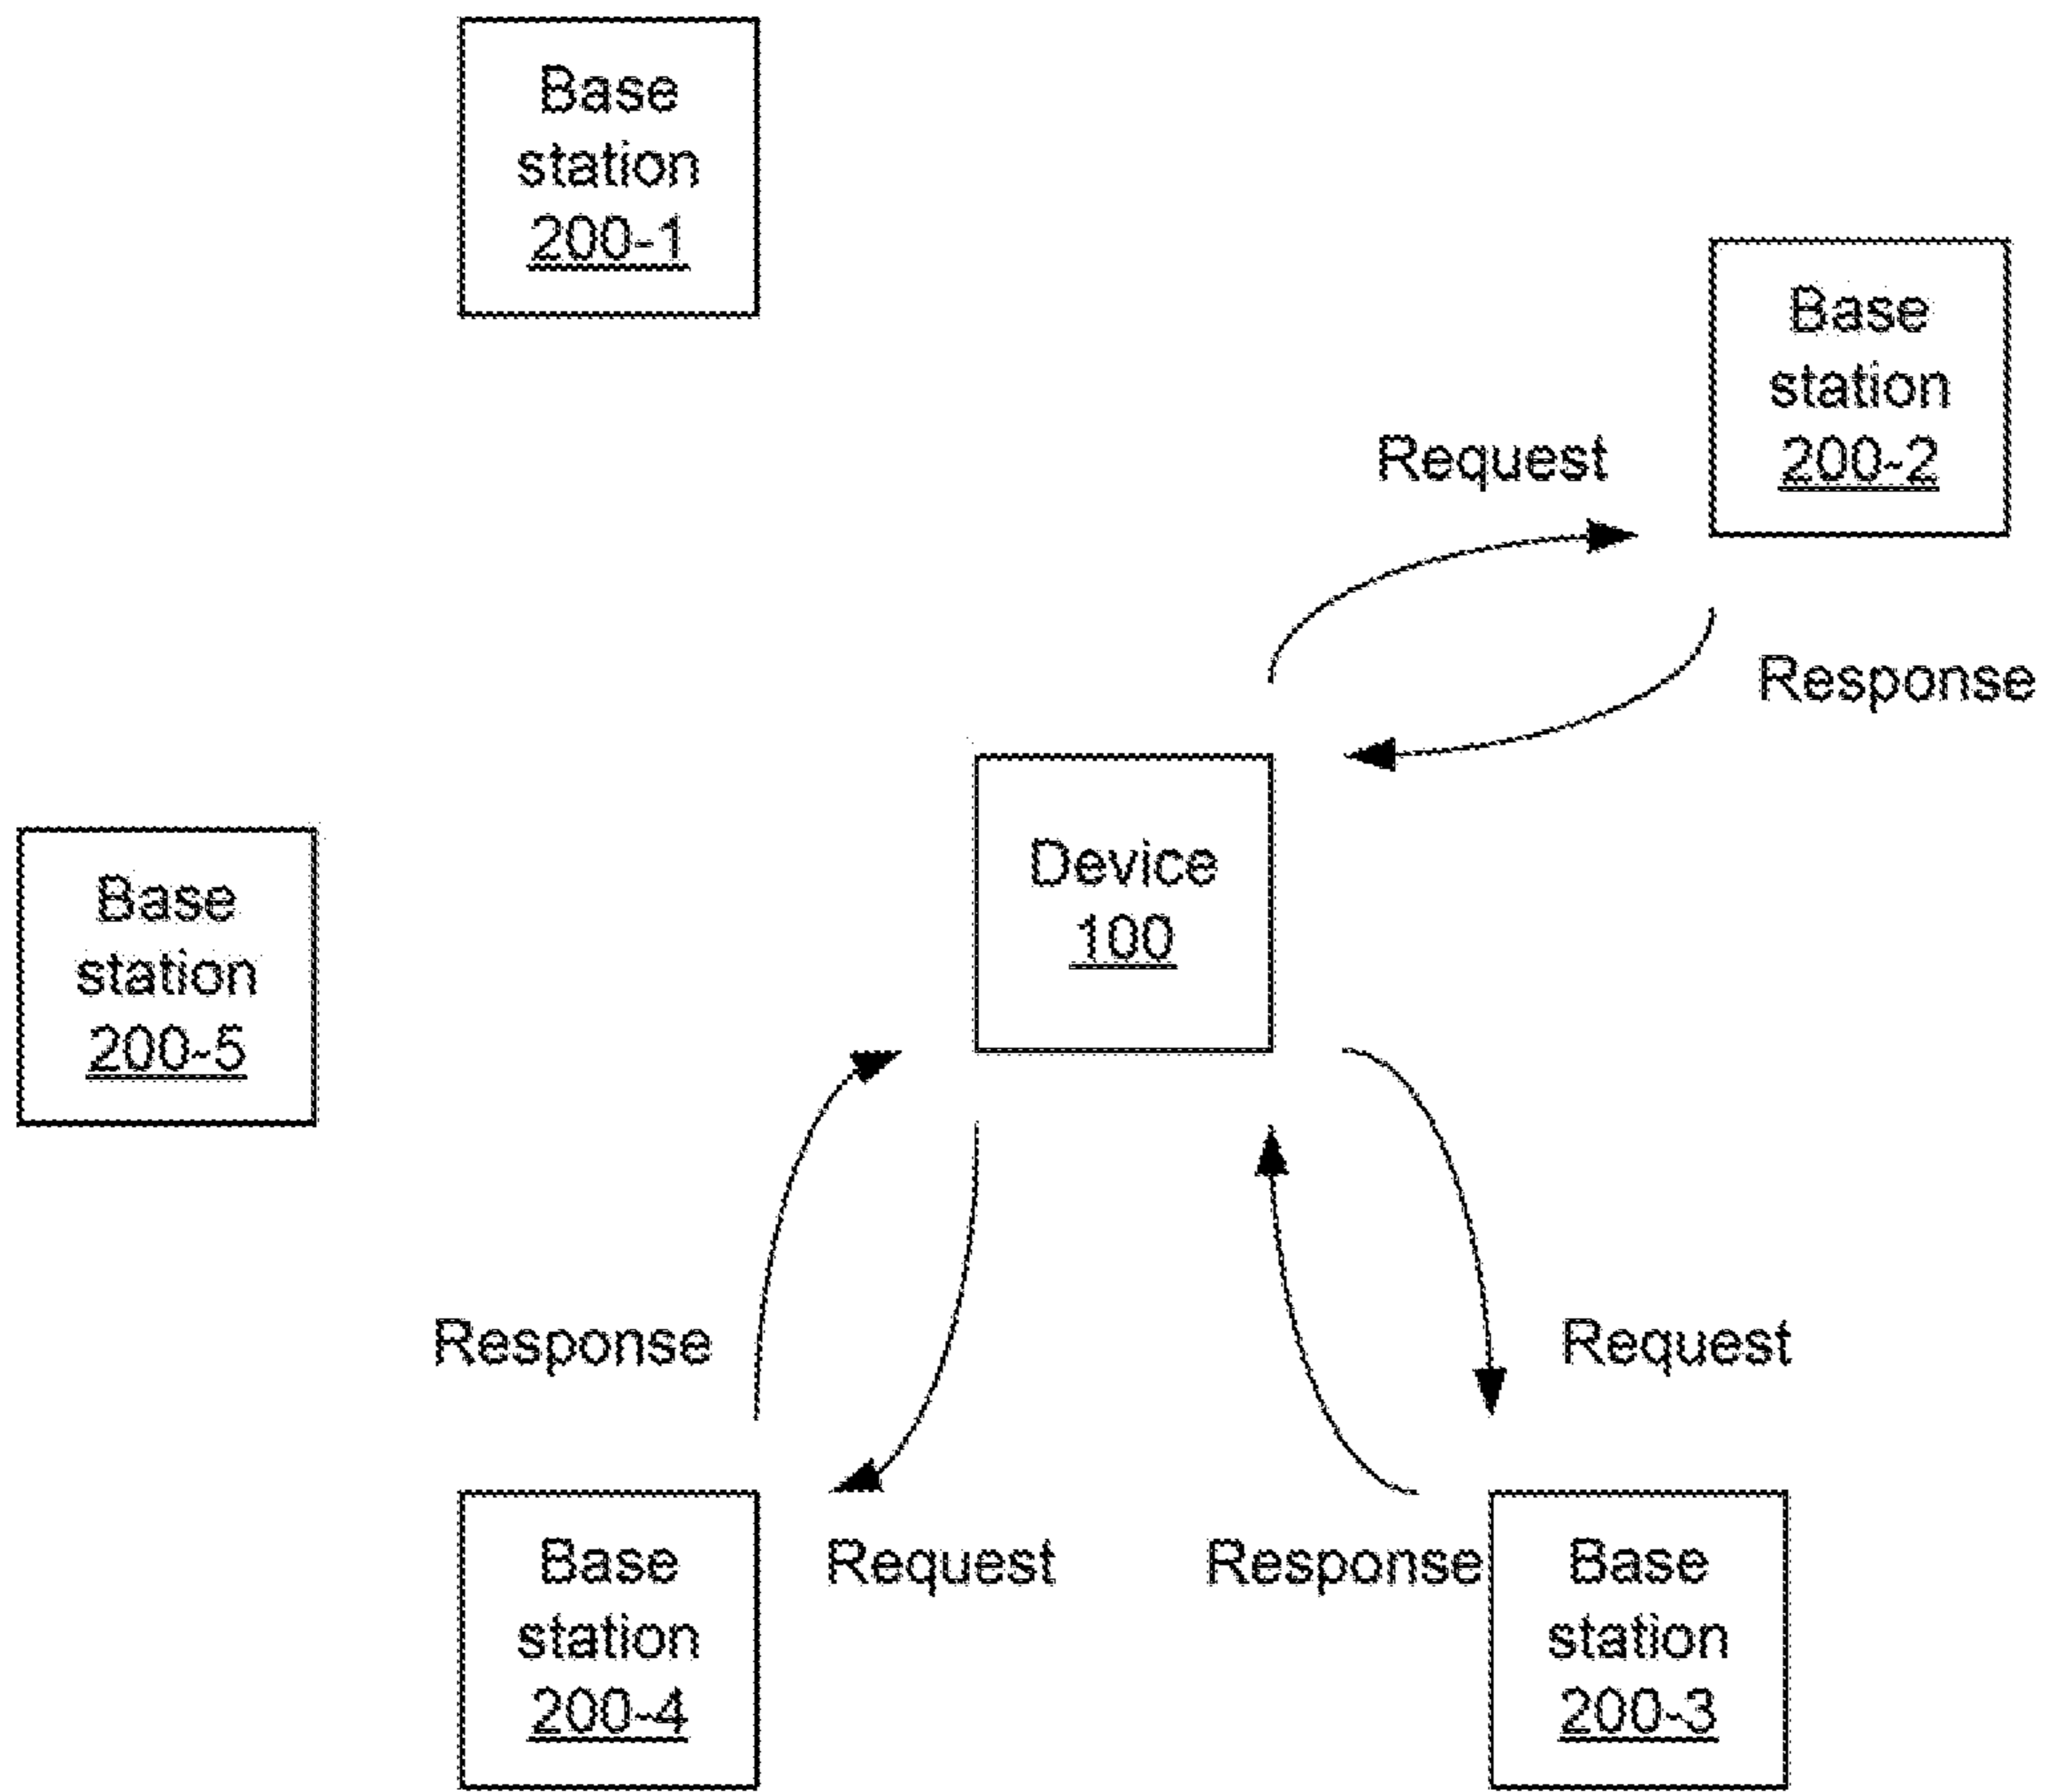 Base
station
200-1
Base
station
200-2
Request
Response
Device
100
Base
station
200-5
Response
Request
Base
station
200-4
Request
Response
Base
station
200-3